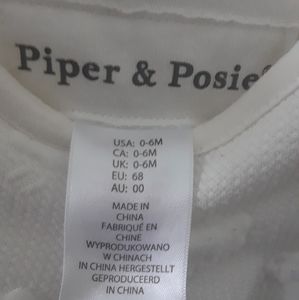 Piper & Posie
USA: 0-6M
CA: 0-6M
UK: 0-6M
EU: 68
AU: 00
MADE IN
CHINA
FABRIQUÉ EN
CHINE
WYPRODUKOWANO
W CHINACH
IN CHINA HERGESTELLT
GEPRODUCEERD
IN CHINA